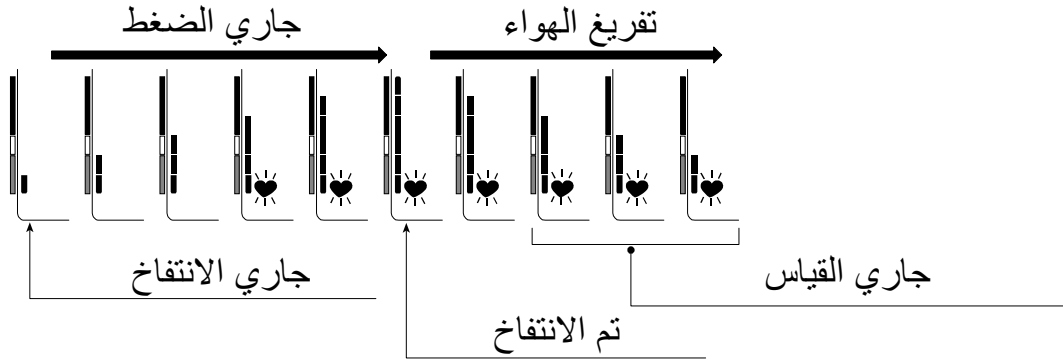 جاري الضغط
تفريغ الهواء
جاري الانتفاخ
جاري القياس
تم الانتفاخ